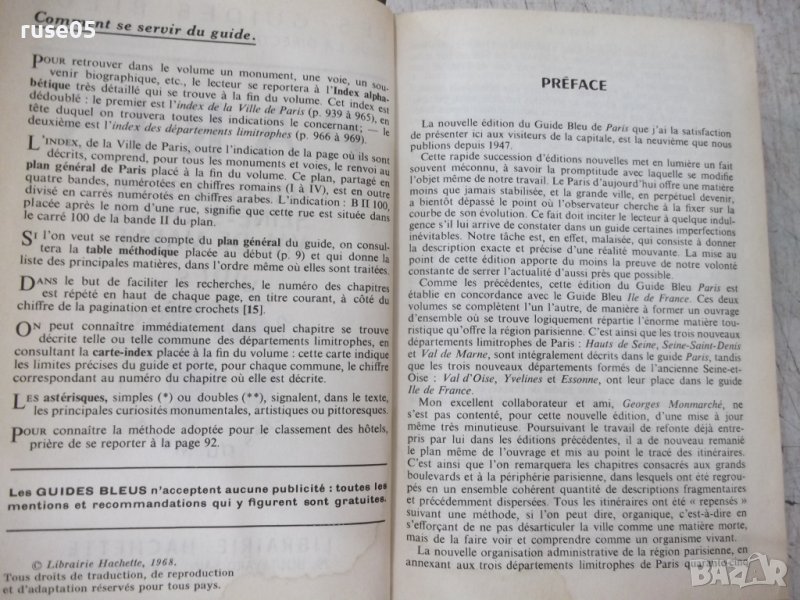 ruse05
Comment se servir du guide.
POUR retrouver dans le volume un monument, une voie, un sou-
venir biographique, etc., le lecteur se reportera à l'Index alpha-
bétique très détaillé qui se trouve à la fin du volume. Cet index est
dédoublé : le premier est l'index de la Ville de Paris (p. 939 à 965), en
tête duquel on trouvera toutes les indications le concernant; — le
deuxième est l'index des départements limitrophes (p. 966 à 969).
L'INDEX, de la Ville de Paris, outre l'indication de la page où ils sont
décrits, comprend, pour tous les monuments et voies, le renvoi au
plan général de Paris placé à la fin du volume. Ce plan, partagé en
quatre bandes, numérotées en chiffres romains (I à IV), est en outre
divisé en carrés numérotés en chiffres arabes. L'indication : B II 100,
placée après le nom d'une rue, signifie que cette rue est située dans
le carré 100 de la bande II du plan.
SI l'on veut se rendre compte du plan général du guide, on consul-
tera la table méthodique placée au début (p. 9) et qui donne la
liste des principales matières, dans l'ordre même où elles sont traitées.
DANS le but de faciliter les recherches, le numéro des chapitres
est répété en haut de chaque page, en titre courant, à côté du
chiffre de la pagination et entre crochets [15].
ON peut connaître immédiatement dans quel chapitre se trouve
décrite telle ou telle commune des départements limitrophes, en
consultant la carte-index placée à la fin du volume : cette carte indique
les limites précises du guide et porte, pour chaque commune, le chiffre
correspondant au numéro du chapitre où elle est décrite.
LES astérisques, simples (*) ou doubles (**), signalent, dans le texte,
les principales curiosités monumentales, artistiques ou pittoresques.
POUR connaître la méthode adoptée pour le classement des hôtels,
prière de se reporter à la page 92.
Les GUIDES BLEUS n'acceptent aucune publicité : toutes les
mentions et recommandations qui y figurent sont gratuites.
© Librairie Hachette, 1968.
Tous droits de traduction, de reproduction
et d'adaptation réservés pour tous pays.
PRÉFACE
La nouvelle édition du Guide Bleu de Paris que j'ai la satisfaction
de présenter ici aux visiteurs de la capitale, est la neuvième que nous
publions depuis 1947.
Cette rapide succession d'éditions nouvelles met en lumière un fait
souvent méconnu, à savoir la promptitude avec laquelle se modifie
l'objet même de notre travail. Le Paris d'aujourd'hui offre une matière
moins que jamais stabilisée, et la grande ville, en perpétuel devenir,
a bientôt dépassé le point où l'observateur cherche à la fixer sur la
courbe de son évolution. Ce fait doit inciter le lecteur à quelque indul-
gence s'il lui arrive de constater dans un guide certaines imperfections
inévitables. Notre tâche est, en effet, malaisée, qui consiste à donner
la description exacte et précise d'une réalité mouvante. La mise au
point de cette édition apporte du moins la preuve de notre volonté
constante de serrer l'actualité d'aussi près que possible.
Comme les précédentes, cette édition du Guide Bleu Paris est
établie en concordance avec le Guide Bleu Ile de France. Ces deux
volumes se complètent l'un l'autre, de manière à former un ouvrage
d'ensemble où se trouve logiquement répartie l'énorme matière tou-
ristique qu'offre la région parisienne. C'est ainsi que les trois nouveaux
départements limitrophes de Paris : Hauts de Seine, Seine-Saint-Denis
et Val de Marne, sont intégralement décrits dans le guide Paris, tandis
que les trois nouveaux départements formés de l'ancienne Seine-et-
Oise : Val d'Oise, Yvelines et Essonne, ont leur place dans le guide
Ile de France.
Mon excellent collaborateur et ami, Georges Monmarché, ne
s'est pas contenté, pour cette nouvelle édition, d'une mise à jour
même très minutieuse. Poursuivant le travail de refonte déjà entre-
pris par lui dans les éditions précédentes, il a de nouveau remanié
le plan même de l'ouvrage et mis au point le tracé des itinéraires.
C'est ainsi que l'on remarquera les chapitres consacrés aux grands
boulevards et à la périphérie parisienne, dans lesquels ont été regrou-
pés en un ensemble cohérent quantité de descriptions fragmentaires
et précédemment dispersées. Tous les itinéraires ont été « repensés »
suivant une méthode, si l'on peut dire, organique, c'est-à-dire en
s'efforçant de ne pas désarticuler la ville comme une matière morte,
mais de la faire voir et comprendre comme un organisme vivant.
La nouvelle organisation administrative de la région parisienne, en
annexant aux trois départements limitrophes de Paris quarante-cinq
BAZAR